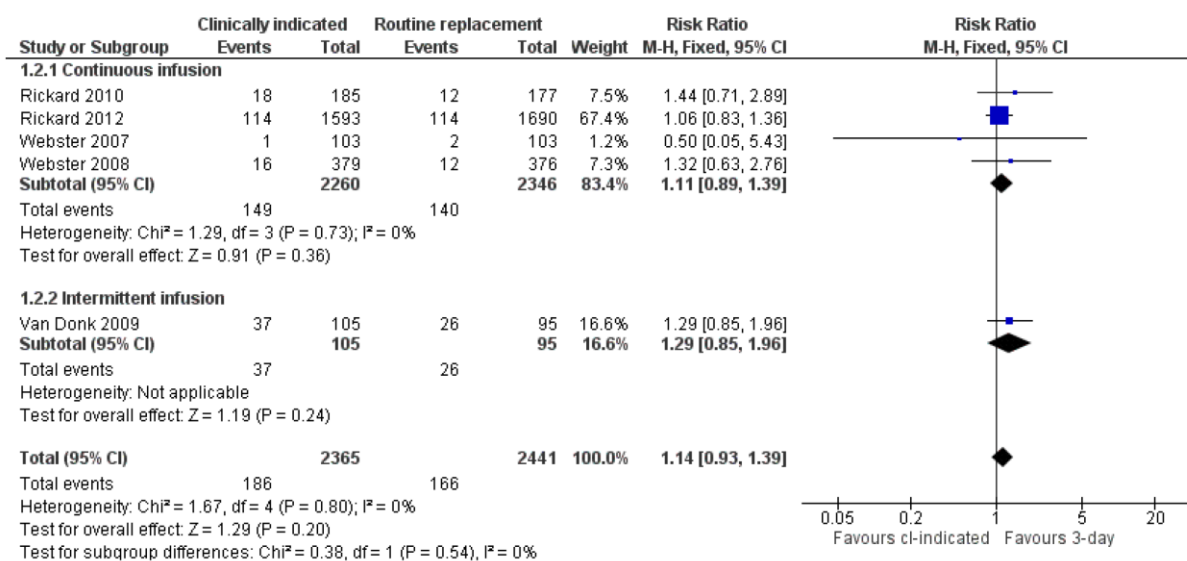 Clinically indicated Routine replacement Risk Ratio Risk Ratio
Study or Subgroup Events Total Events Total Weight M-H, Fixed, 95% CI M-H, Fixed, 95% CI
1.2.1 Continuous infusion
Rickard 2010 18 185 12 177 7.5% 1.44 [0.71, 2.89]
Rickard 2012 114 1593 114 1690 67.4% 1.06 [0.83, 1.36]
Webster 2007 1 103 2 103 1.2% 0.50 [0.05, 5.43]
Webster 2008 16 379 12 376 7.3% 1.32 [0.63, 2.76]
Subtotal (95% CI) 2260 2346 83.4% 1.11 [0.89, 1.39]
Total events 149 140
Heterogeneity: Chi² = 1.29, df = 3 (P = 0.73); I² = 0%
Test for overall effect: Z = 0.91 (P = 0.36)
1.2.2 Intermittent infusion
Van Donk 2009 37 105 26 95 16.6% 1.29 [0.85, 1.96]
Subtotal (95% CI) 105 95 16.6% 1.29 [0.85, 1.96]
Total events 37 26
Heterogeneity: Not applicable
Test for overall effect: Z = 1.19 (P = 0.24)
Total (95% CI) 2365 2441 100.0% 1.14 [0.93, 1.39]
Total events 186 166
Heterogeneity: Chi² = 1.67, df = 4 (P = 0.80); I² = 0%
Test for overall effect: Z = 1.29 (P = 0.20)
Test for subgroup differences: Chi² = 0.38, df = 1 (P = 0.54), I² = 0%
0.05 0.2 1 5 20
Favours cl-indicated Favours 3-day